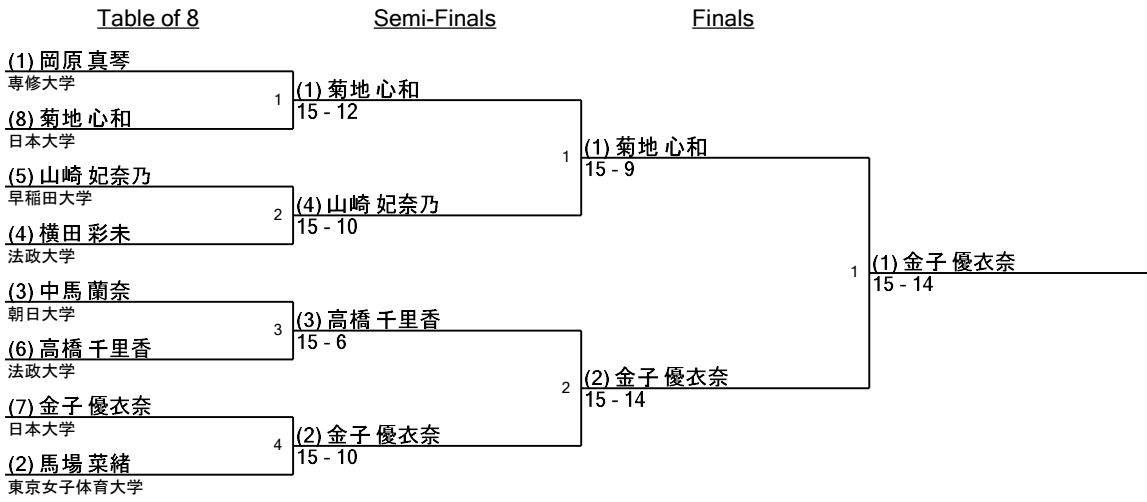 Table of 8
Semi-Finals
Finals
(1) 岡原 真琴
専修大学
(8) 菊地 心和
日本大学
(5) 山崎 妃奈乃
早稲田大学
(4) 横田 彩未
法政大学
(3) 中馬 蘭奈
朝日大学
(6) 高橋 千里香
法政大学
(7) 金子 優衣奈
日本大学
(2) 馬場 菜緒
東京女子体育大学
1
(1) 菊地 心和
15 - 12
2
(4) 山崎 妃奈乃
15 - 10
3
(3) 高橋 千里香
15 - 6
4
(2) 金子 優衣奈
15 - 10
1
(1) 菊地 心和
15 - 9
2
(2) 金子 優衣奈
15 - 14
1
(1) 金子 優衣奈
15 - 14